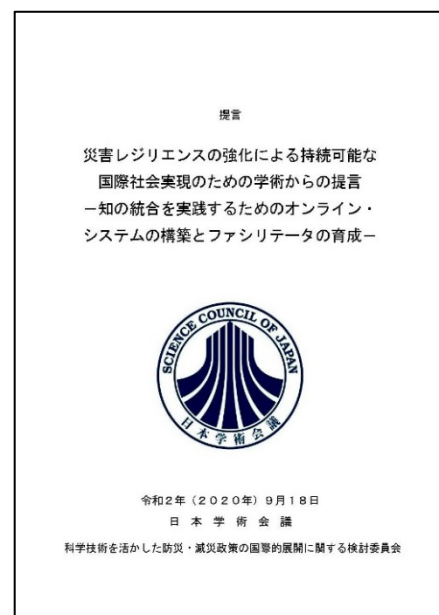 提言
災害レジリエンスの強化による持続可能な
国際社会実現のための学術からの提言
－知の統合を実践するためのオンライン・
システムの構築とファシリテータの育成－
SCIENCE COUNCIL OF JAPAN
日本学術会議
令和２年（２０２０年）９月１８日
日 本 学 術 会 議
科学技術を活かした防災・減災政策の国際的展開に関する検討委員会